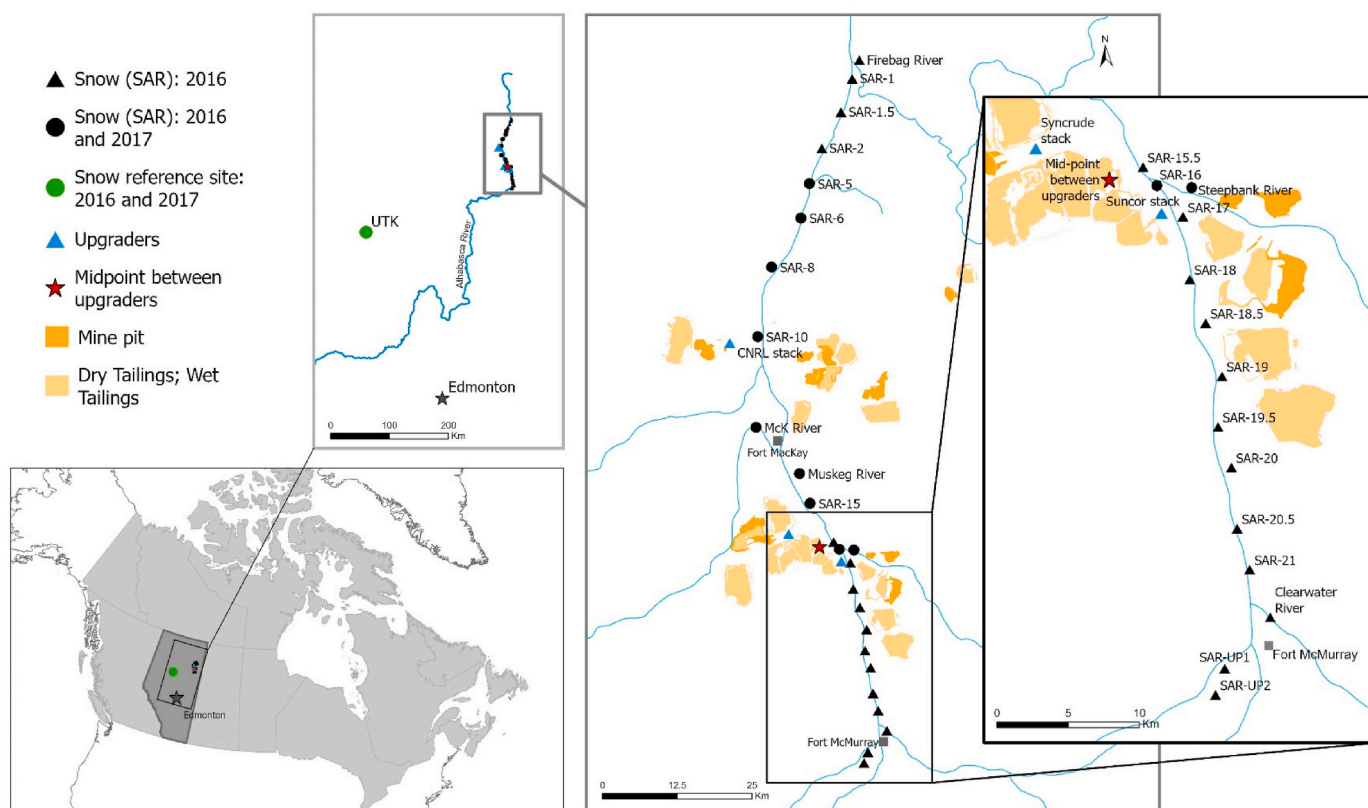 Snow (SAR): 2016
Snow (SAR): 2016
and 2017
Snow reference site:
2016 and 2017
Upgraders
Midpoint between
upgraders
Mine pit
Dry Tailings; Wet
Tailings
UTK
Athabasca River
Edmonton
0 100 200
Km
Edmonton
N
Firebag River
SAR-1
SAR-1.5
SAR-2
SAR-5
SAR-6
SAR-8
SAR-10
CNRL stack
McK River
Fort MacKay
Muskeg River
SAR-15
Fort McMurray
0 12.5 25
Km
Syncrude
stack
Mid-point
between
upgraders
SAR-15.5
SAR-16
Steepbank River
Suncor stack
SAR-17
SAR-18
SAR-18.5
SAR-19
SAR-19.5
SAR-20
SAR-20.5
SAR-21
Clearwater
River
Fort McMurray
SAR-UP1
SAR-UP2
0 5 10
Km